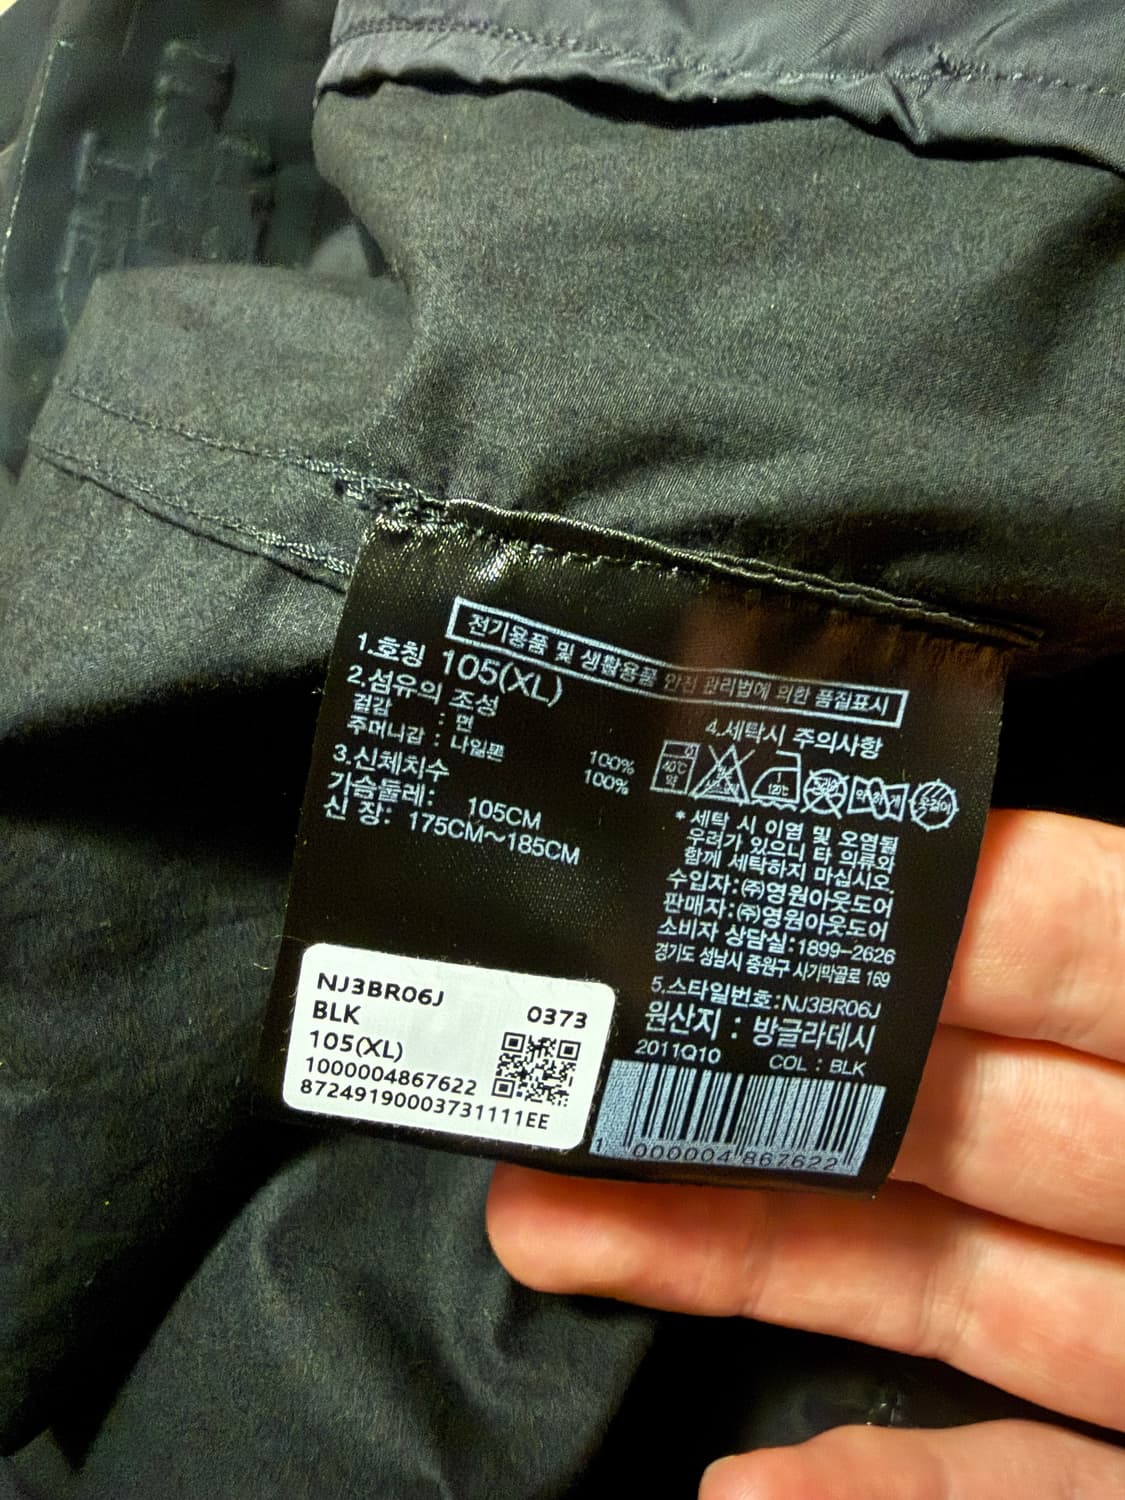 전기용품 및 생활용품 안전 관리법에 의한 품질표시
1.호칭 105(XL)
2.섬유의 조성
겉감 : 면 100%
주머니감 : 나일론 100%
3.신체치수
가슴둘레: 105CM
신 장: 175CM~185CM
4.세탁시 주의사항
40℃
약
120℃
약하게
옷걸이
* 세탁 시 이염 및 오염될
우려가 있으니 타 의류와
함께 세탁하지 마십시오.
수입자:㈜영원아웃도어
판매자:㈜영원아웃도어
소비자 상담실:1899-2626
경기도 성남시 중원구 사기막골로 169
5.스타일번호:NJ3BR06J
원산지 : 방글라데시
2011Q10 COL : BLK
000004 867622
NJ3BR06J
BLK 0373
105(XL)
1000004867622
87249190003731111EE